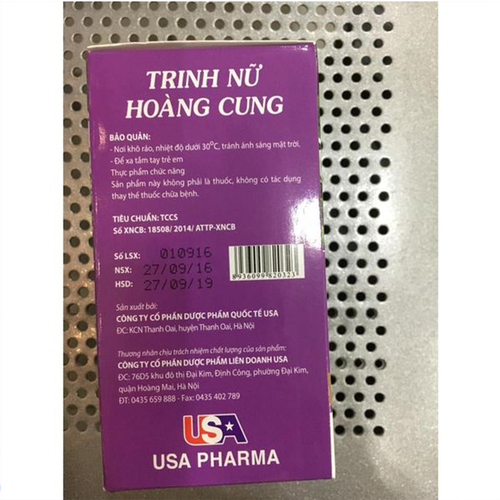 TRINH NỮ
HOÀNG CUNG
BẢO QUẢN:
- Nơi khô ráo, nhiệt độ dưới 30°C, tránh ánh sáng mặt trời.
- Để xa tầm tay trẻ em
Thực phẩm chức năng
Sản phẩm này không phải là thuốc, không có tác dụng
thay thế thuốc chữa bệnh.
TIÊU CHUẨN: TCCS
Số XNCB: 18508/ 2014/ ATTP-XNCB
Số LSX: 010916
NSX: 27/09/16
HSD: 27/09/19
8 936099 820323
Sản xuất bởi:
CÔNG TY CỔ PHẦN DƯỢC PHẨM QUỐC TẾ USA
ĐC: KCN Thanh Oai, huyện Thanh Oai, Hà Nội
Thương nhân chịu trách nhiệm chất lượng của sản phẩm:
CÔNG TY CỔ PHẦN DƯỢC PHẨM LIÊN DOANH USA
ĐC: 76D5 khu đô thị Đại Kim, Định Công, phường Đại Kim,
quận Hoàng Mai, Hà Nội
ĐT: 0435 659 888 - Fax: 0435 402 789
USA
USA PHARMA